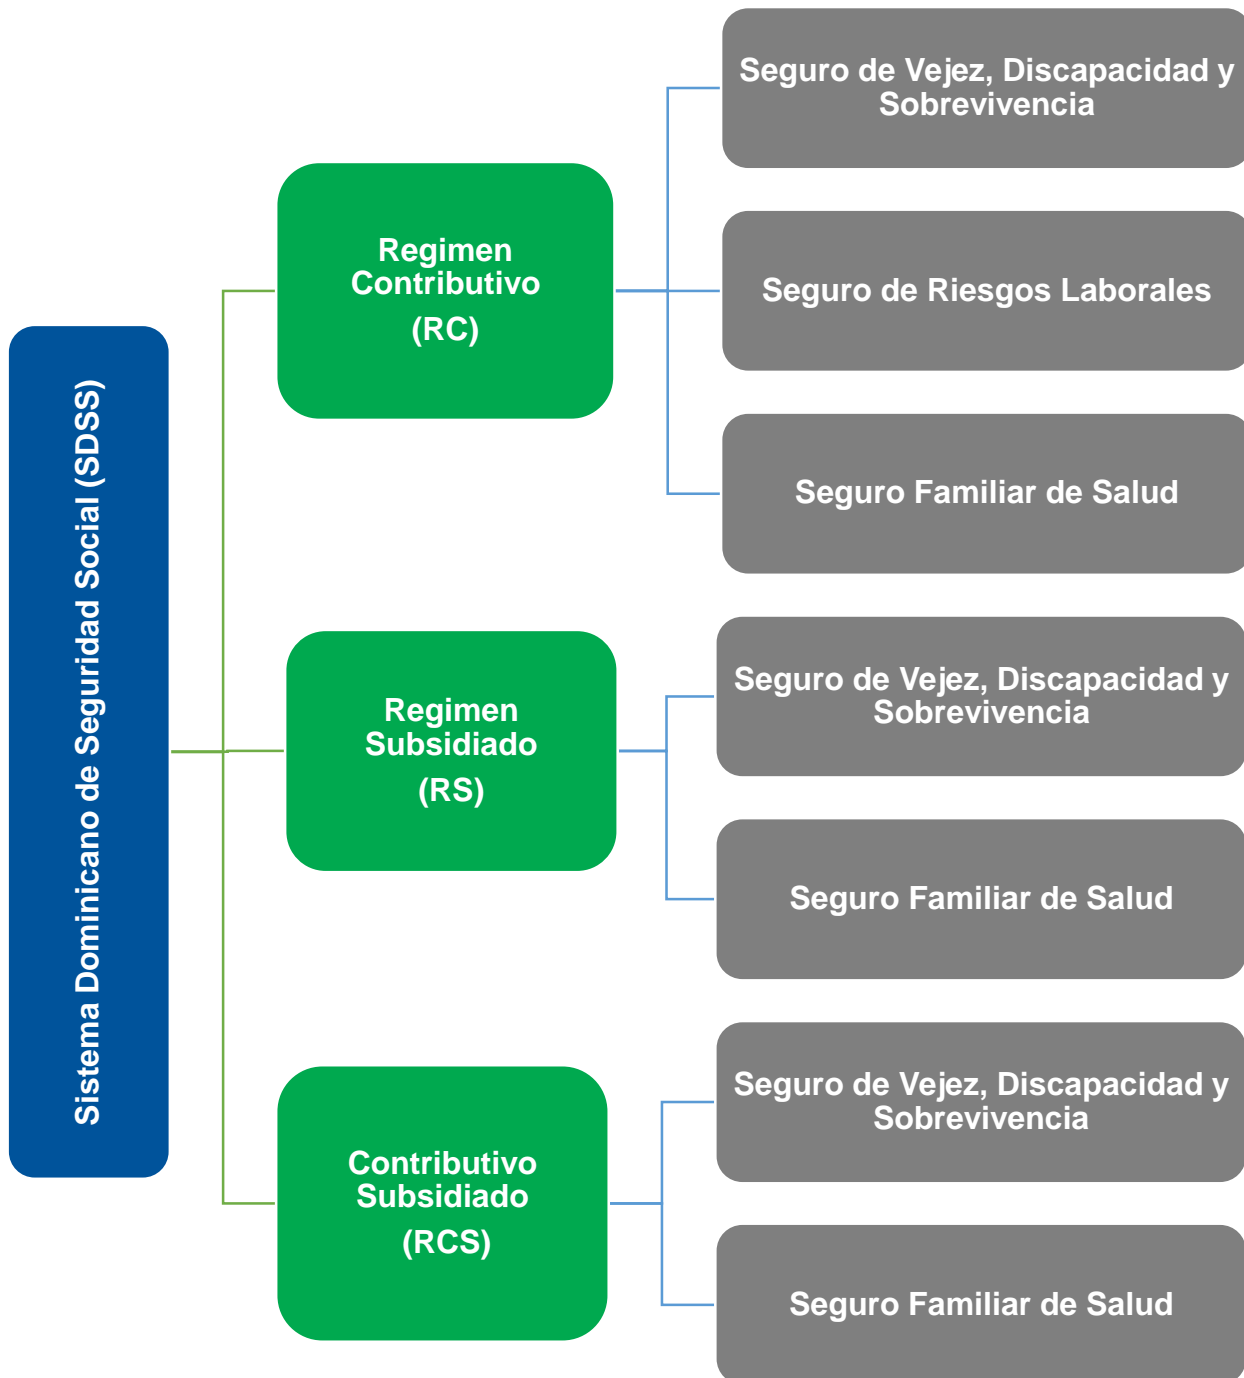 Sistema Dominicano de Seguridad Social (SDSS)
Regimen
Contributivo
(RC)
Seguro de Vejez, Discapacidad y
Sobrevivencia
Seguro de Riesgos Laborales
Seguro Familiar de Salud
Regimen
Subsidiado
(RS)
Seguro de Vejez, Discapacidad y
Sobrevivencia
Seguro Familiar de Salud
Contributivo
Subsidiado
(RCS)
Seguro de Vejez, Discapacidad y
Sobrevivencia
Seguro Familiar de Salud